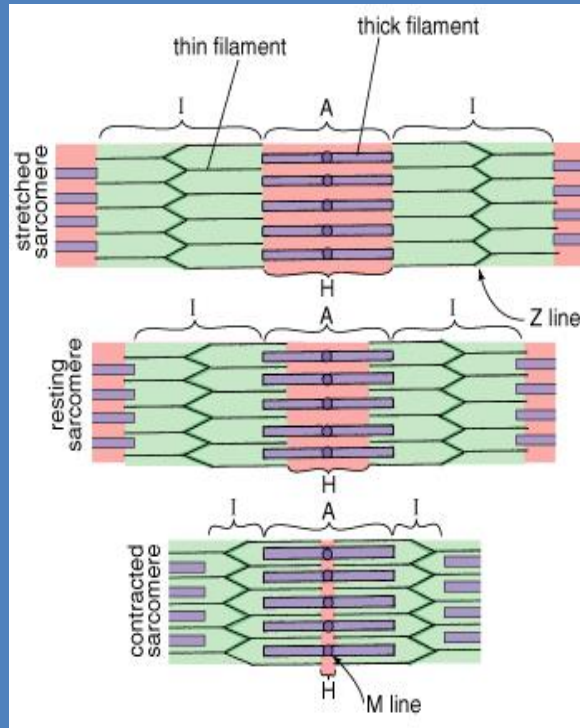 thick filament
thin filament
I A I
stretched
sarcomere
H
Z line
I A I
resting
sarcomere
H
I A I
contracted
sarcomere
H
M line